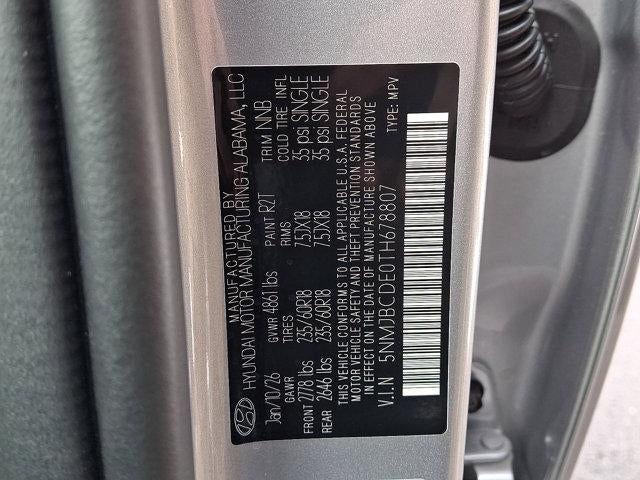 MANUFACTURED BY
HYUNDAI MOTOR MANUFACTURING ALABAMA, LLC
Jan/10/26 GVWR 4861 lbs PAINT R2T TRIM NNB
GAWR TIRES RIMS COLD TIRE INFL
FRONT 2778 lbs 235/60R18 7.5JX18 35 psi SINGLE
REAR 2646 lbs 235/60R18 7.5JX18 35 psi SINGLE
THIS VEHICLE CONFORMS TO ALL APPLICABLE U.S.A. FEDERAL
MOTOR VEHICLE SAFETY AND THEFT PREVENTION STANDARDS
IN EFFECT ON THE DATE OF MANUFACTURE SHOWN ABOVE
V.I.N 5NMJBCDE0TH678807 TYPE: MPV